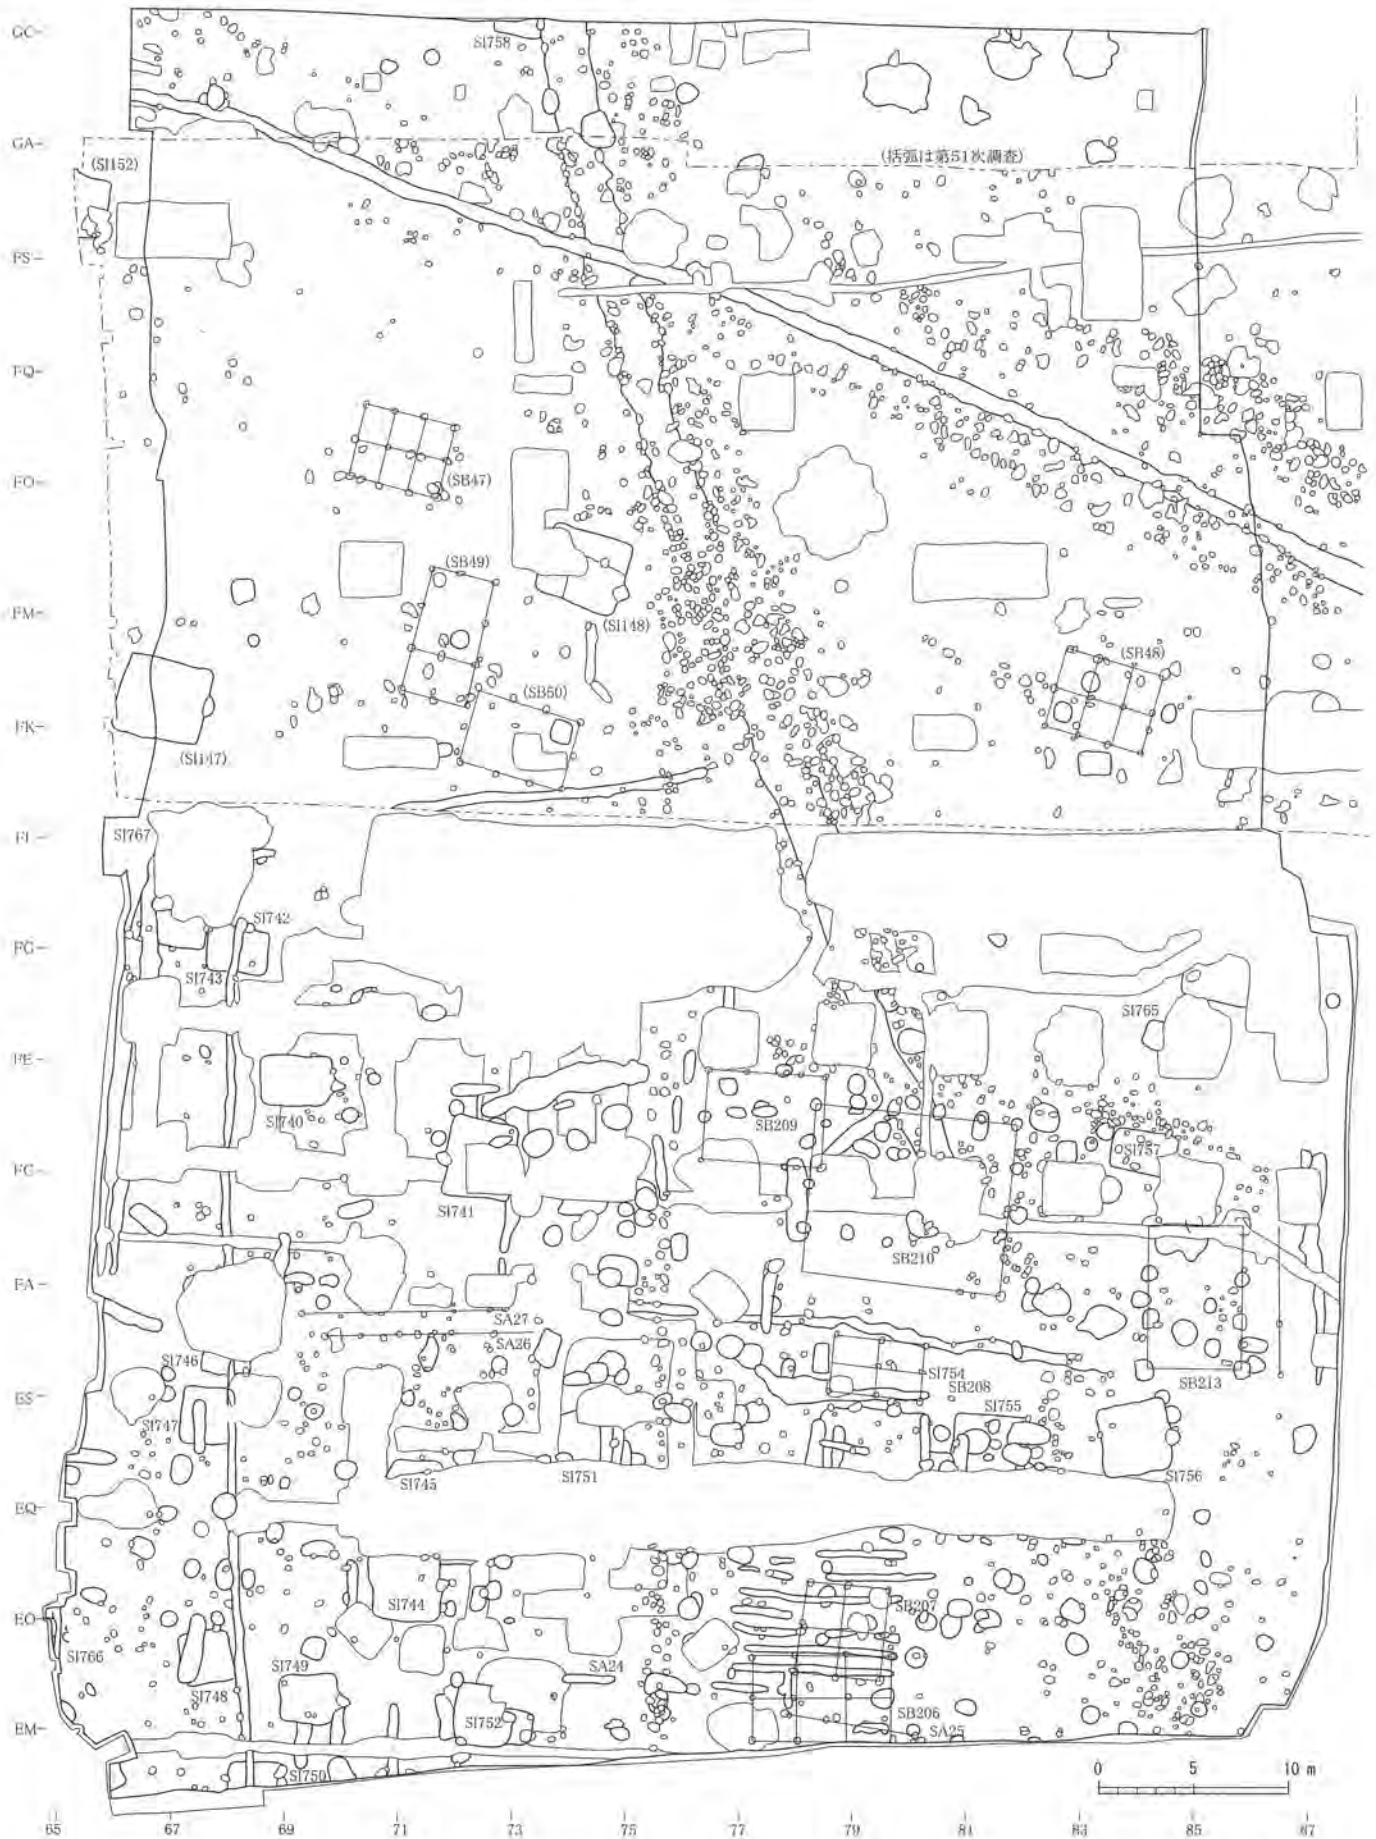 GC
SI758
GA
(括弧は第51次調査)
(SI152)
FS
FQ
(SB47)
FO
(SB49)
FM
(SI148)
(SB48)
(SB50)
FK
(SI147)
FI
SI767
SI742
FG
SI743
SI765
FE
SI740
SB209
SI757
FC
SI741
SB210
FA
SA27
SA26
SI746
SI754
SB208
SB213
ES
SI747
SI755
SI745
SI751
SI756
EQ
SI744
SB207
EO
SI766
SI749
SA24
SI748
SI752
SB206
EM
SA25
SI750
0 5 10 m
65 67 69 71 73 75 77 79 81 83 85 87